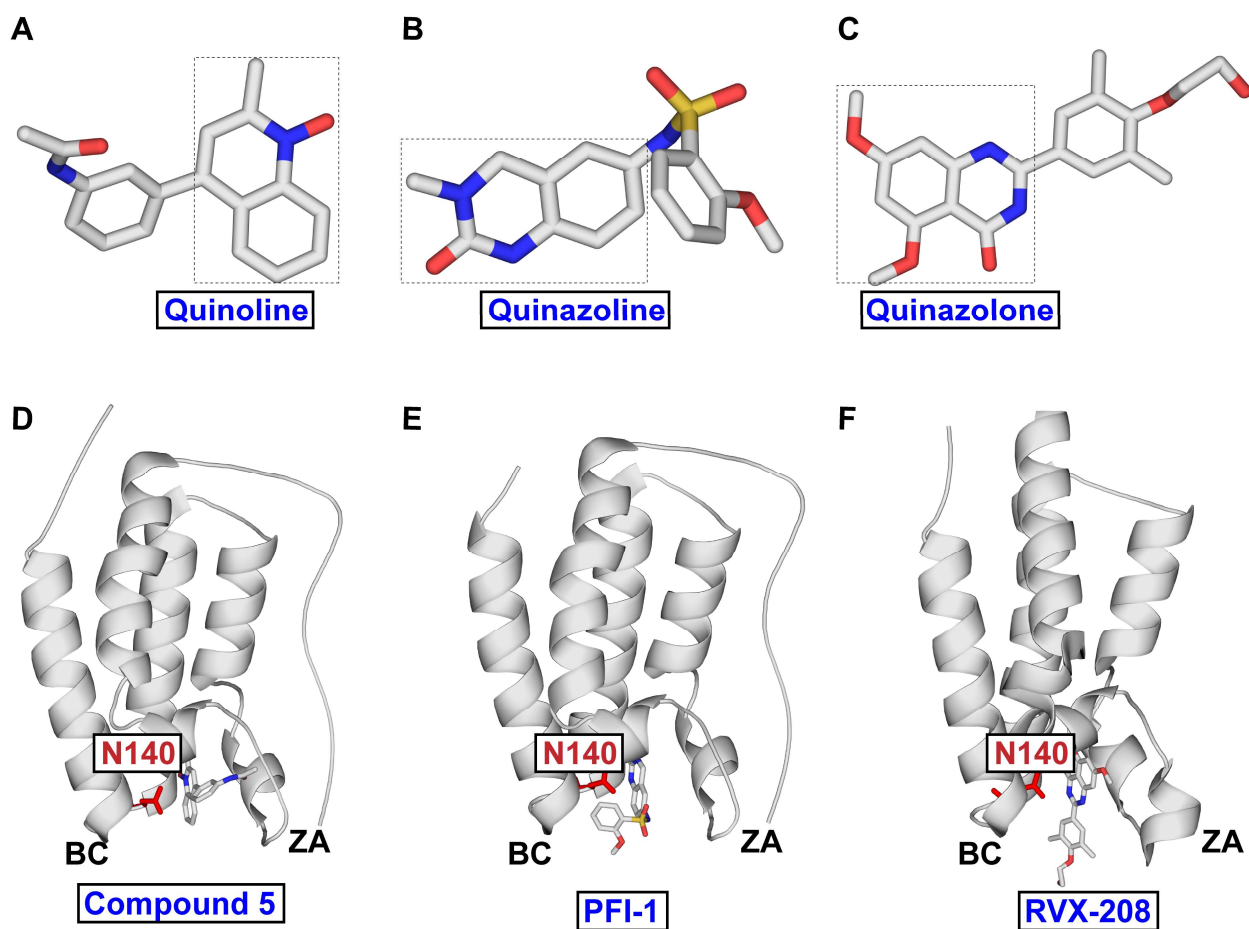 A
B
C
Quinoline
Quinazoline
Quinazolone
D
E
F
N140
N140
N140
BC
ZA
BC
ZA
BC
ZA
Compound 5
PFI-1
RVX-208